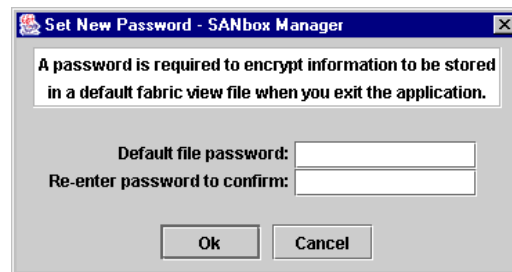 Set New Password - SANbox Manager
A password is required to encrypt information to be stored
in a default fabric view file when you exit the application.
Default file password:
Re-enter password to confirm:
Ok Cancel